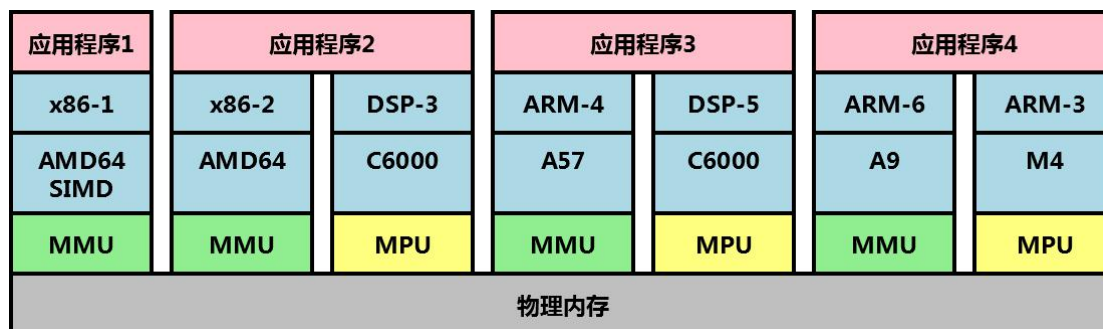 应用程序1 应用程序2 应用程序3 应用程序4
x86-1 x86-2 DSP-3 ARM-4 DSP-5 ARM-6 ARM-3
AMD64 AMD64 C6000 A57 C6000 A9 M4
SIMD
MMU MMU MPU MMU MPU MMU MPU
物理内存